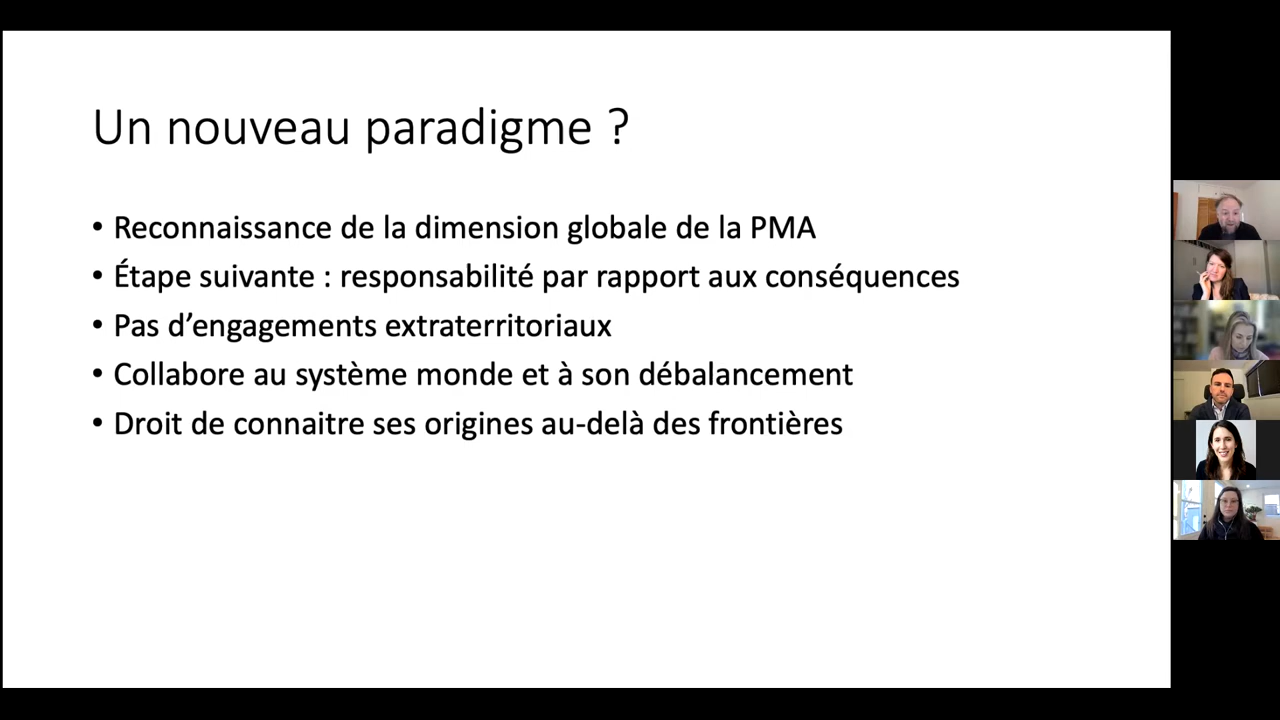 Un nouveau paradigme ?
• Reconnaissance de la dimension globale de la PMA
• Étape suivante : responsabilité par rapport aux conséquences
• Pas d’engagements extraterritoriaux
• Collabore au système monde et à son débalancement
• Droit de connaitre ses origines au-delà des frontières